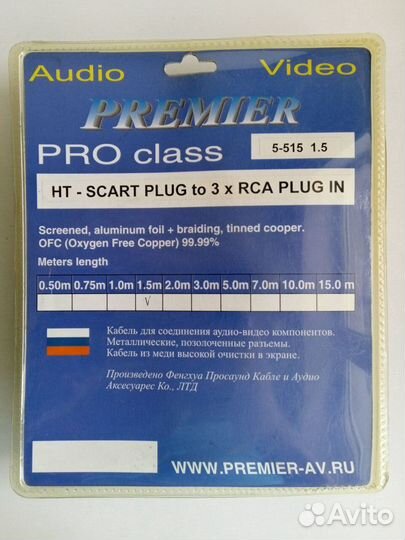 Audio Video
PREMIER
PRO class
5-515 1.5
HT - SCART PLUG to 3 x RCA PLUG IN
Screened, aluminum foil + braiding, tinned cooper.
OFC (Oxygen Free Copper) 99.99%
Meters length
0.50m 0.75m 1.0m 1.5m 2.0m 3.0m 5.0m 7.0m 10.0m 15.0 m
√
Кабель для соединения аудио-видео компонентов.
Металлические, позолоченные разъемы.
Кабель из меди высокой очистки в экране.
Произведено Фенгхуа Просаунд Кабле и Аудио
Аксесуарес Ко., ЛТД
WWW.PREMIER-AV.RU
Avito